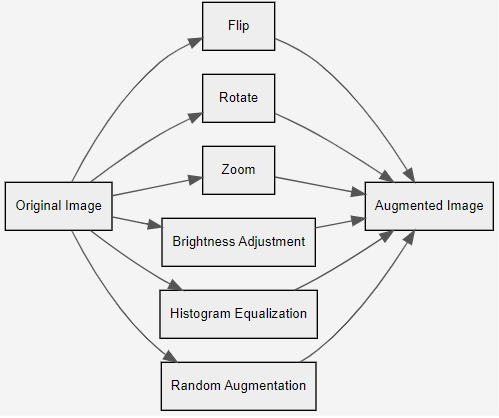 Flip
Rotate
Zoom
Original Image
Augmented Image
Brightness Adjustment
Histogram Equalization
Random Augmentation